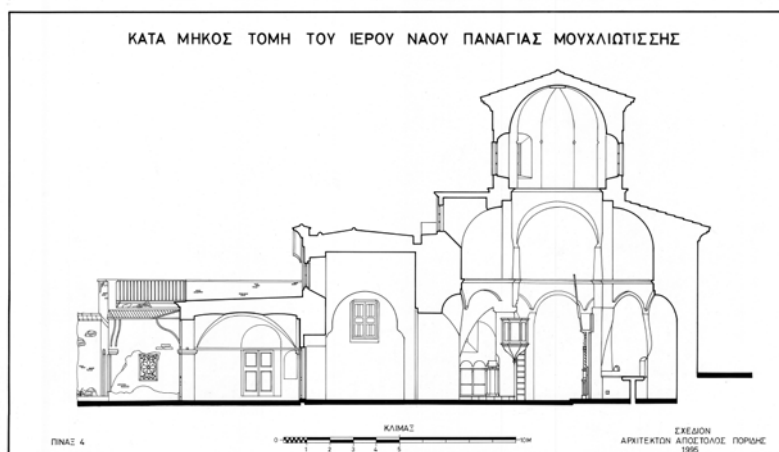 ΚΑΤΑ ΜΗΚΟΣ ΤΟΜΗ ΤΟΥ ΙΕΡΟΥ ΝΑΟΥ ΠΑΝΑΓΙΑΣ ΜΟΥΧΛΙΩΤΙΣΣΗΣ
ΠΙΝΑΞ 4
ΚΛΙΜΑΞ
0 10M
1 2 3 4 5
ΣΧΕΔΙΟΝ
ΑΡΧΙΤΕΚΤΩΝ ΑΠΟΣΤΟΛΟΣ ΠΟΡΙΔΗΣ
1995